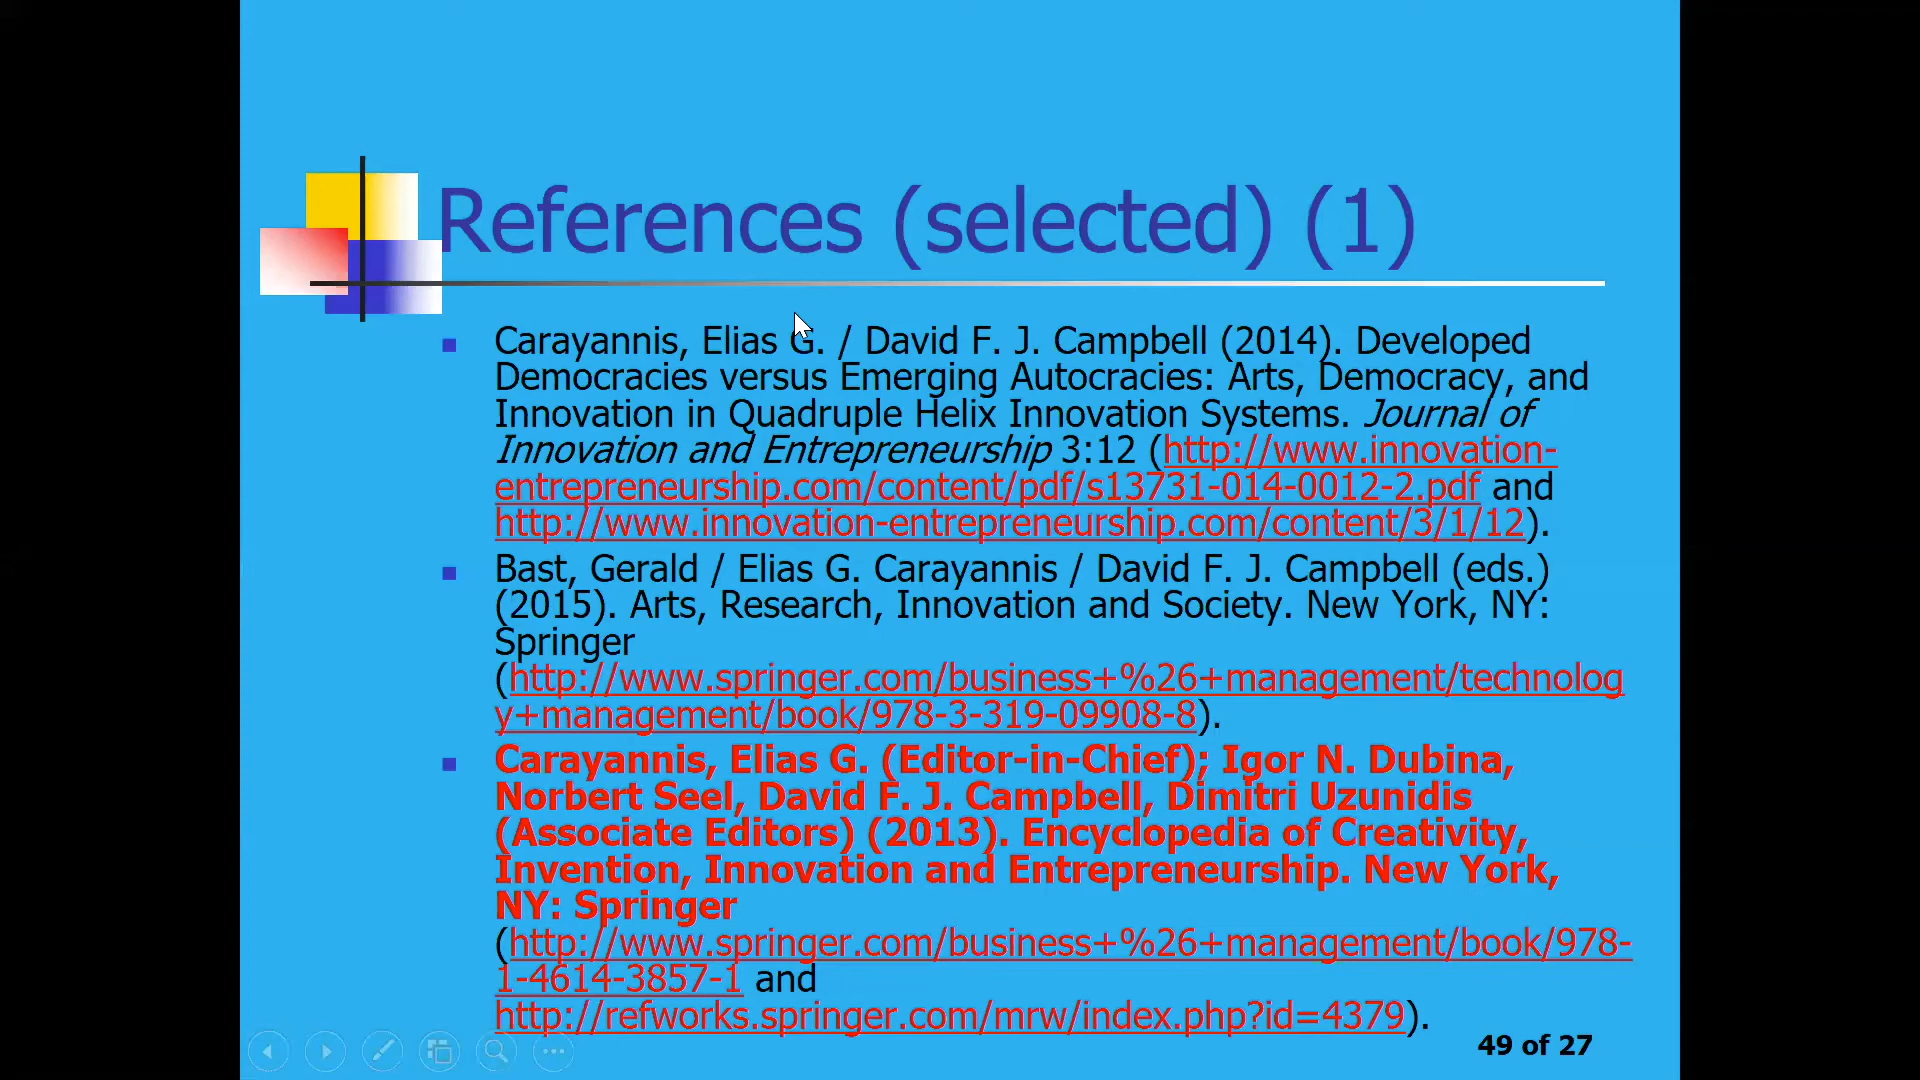 References (selected) (1)
Carayannis, Elias G. / David F. J. Campbell (2014). Developed
Democracies versus Emerging Autocracies: Arts, Democracy, and
Innovation in Quadruple Helix Innovation Systems. Journal of
Innovation and Entrepreneurship 3:12 (http://www.innovation-
entrepreneurship.com/content/pdf/s13731-014-0012-2.pdf and
http://www.innovation-entrepreneurship.com/content/3/1/12).
Bast, Gerald / Elias G. Carayannis / David F. J. Campbell (eds.)
(2015). Arts, Research, Innovation and Society. New York, NY:
Springer
(http://www.springer.com/business+%26+management/technolog
y+management/book/978-3-319-09908-8).
Carayannis, Elias G. (Editor-in-Chief); Igor N. Dubina,
Norbert Seel, David F. J. Campbell, Dimitri Uzunidis
(Associate Editors) (2013). Encyclopedia of Creativity,
Invention, Innovation and Entrepreneurship. New York,
NY: Springer
(http://www.springer.com/business+%26+management/book/978-
1-4614-3857-1 and
http://refworks.springer.com/mrw/index.php?id=4379).
49 of 27